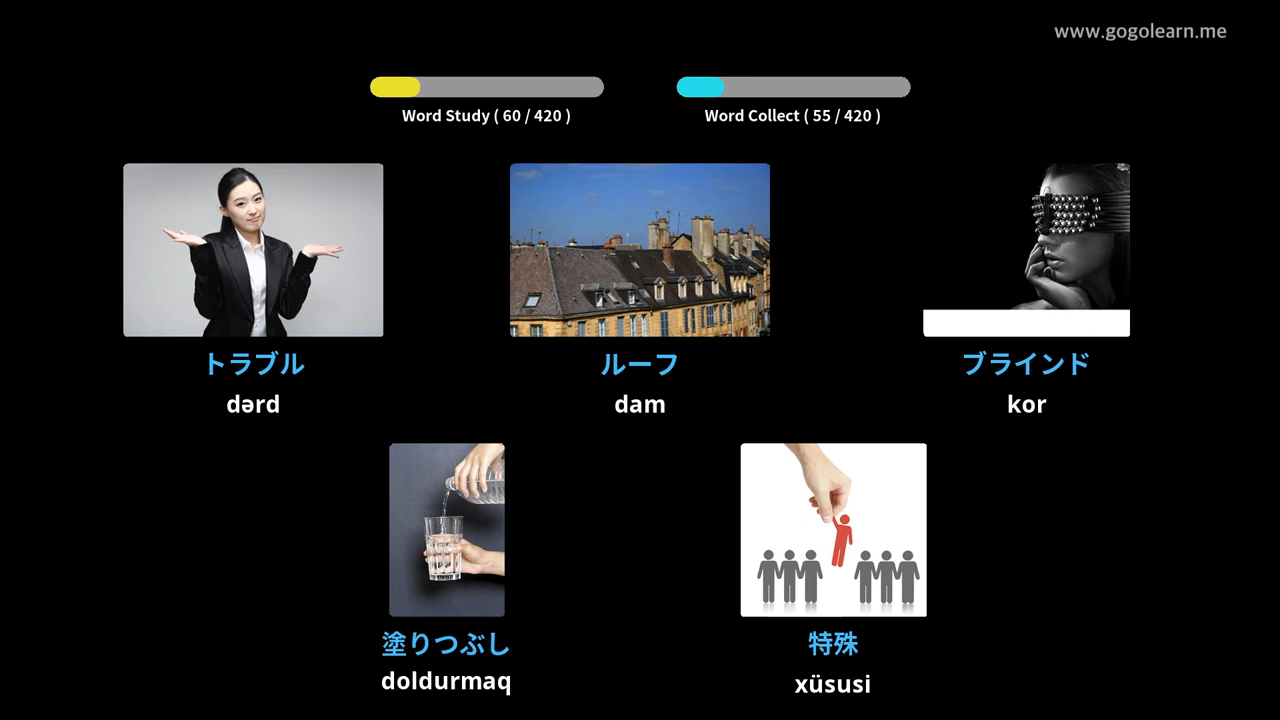 www.gogolearn.me
Word Study ( 60 / 420 )
Word Collect ( 55 / 420 )
トラブル
dərd
ルーフ
dam
ブラインド
kor
塗りつぶし
doldurmaq
特殊
xüsusi